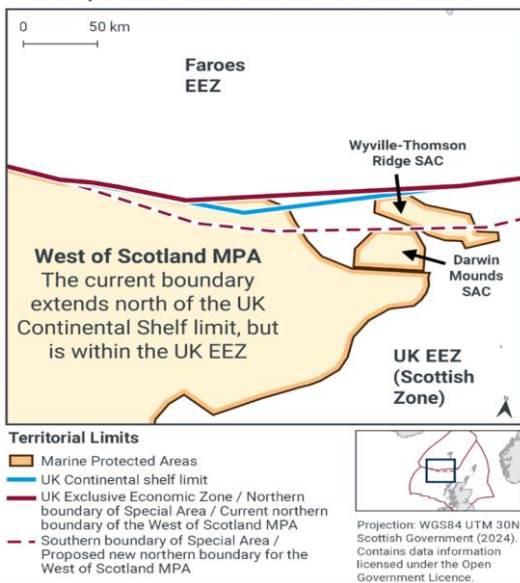 0 50 km
Faroes
EEZ
Wyville-Thomson
Ridge SAC
West of Scotland MPA
The current boundary
extends north of the UK
Continental Shelf limit, but
is within the UK EEZ
Darwin
Mounds
SAC
UK EEZ
(Scottish
Zone)
N
Territorial Limits
Marine Protected Areas
UK Continental shelf limit
UK Exclusive Economic Zone / Northern
boundary of Special Area / Current northern
boundary of the West of Scotland MPA
Southern boundary of Special Area /
Proposed new northern boundary for the
West of Scotland MPA
Projection: WGS84 UTM 30N
Scottish Government (2024).
Contains data information
licensed under the Open
Government Licence.